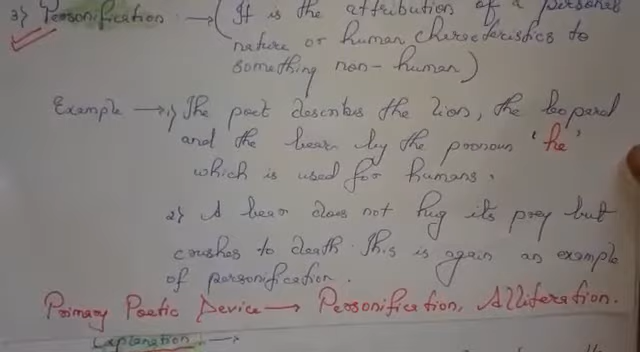 3) Personification → (It is the attribution of a personal
nature or human characteristics to
something non-human)
Example → 1) The poet describes the lion, the leopard
and the bear by the pronoun 'he'
which is used for humans.
2) A bear does not hug its prey but
crushes to death. This is again an example
of personification.
Primary Poetic Device → Personification, Alliteration.
Explanation: →